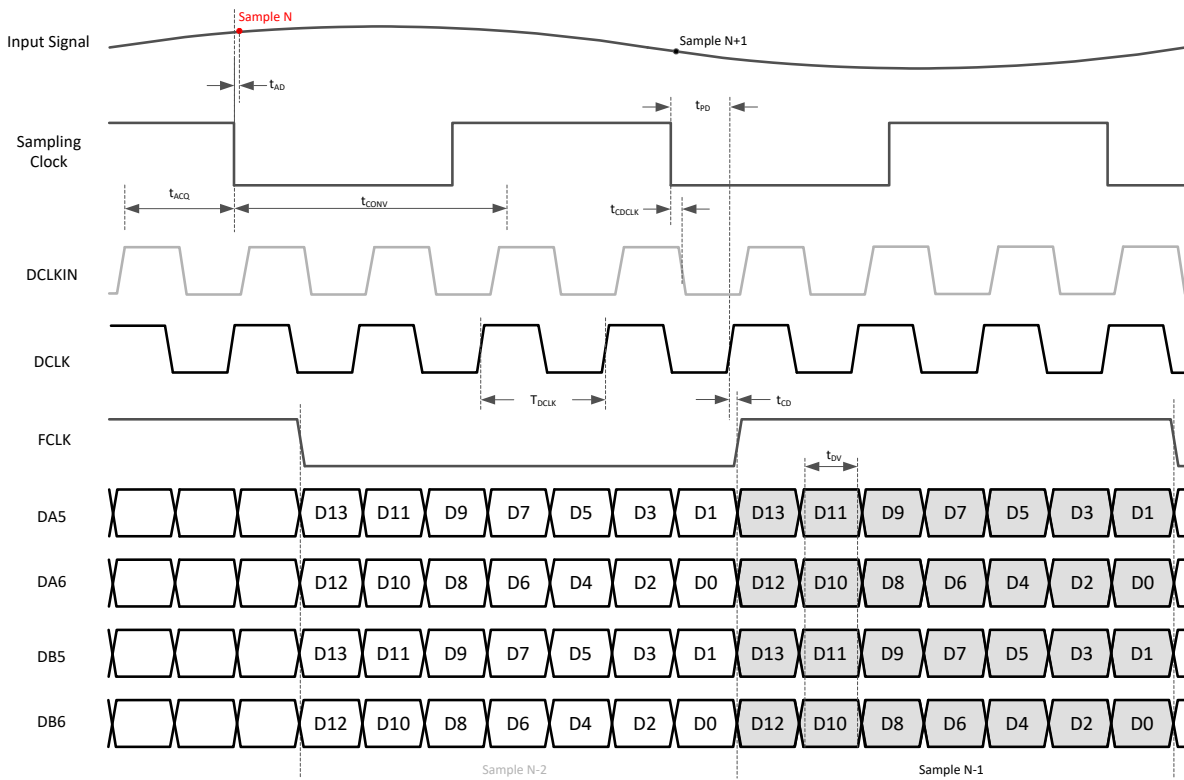 Sample N
Input Signal
Sample N+1
tAD
tPD
Sampling
Clock
tACQ
tCONV
tCDCLK
DCLKIN
DCLK
TDCLK
tCD
FCLK
tDV
DA5 D13 D11 D9 D7 D5 D3 D1 D13 D11 D9 D7 D5 D3 D1
DA6 D12 D10 D8 D6 D4 D2 D0 D12 D10 D8 D6 D4 D2 D0
DB5 D13 D11 D9 D7 D5 D3 D1 D13 D11 D9 D7 D5 D3 D1
DB6 D12 D10 D8 D6 D4 D2 D0 D12 D10 D8 D6 D4 D2 D0
Sample N-2 Sample N-1